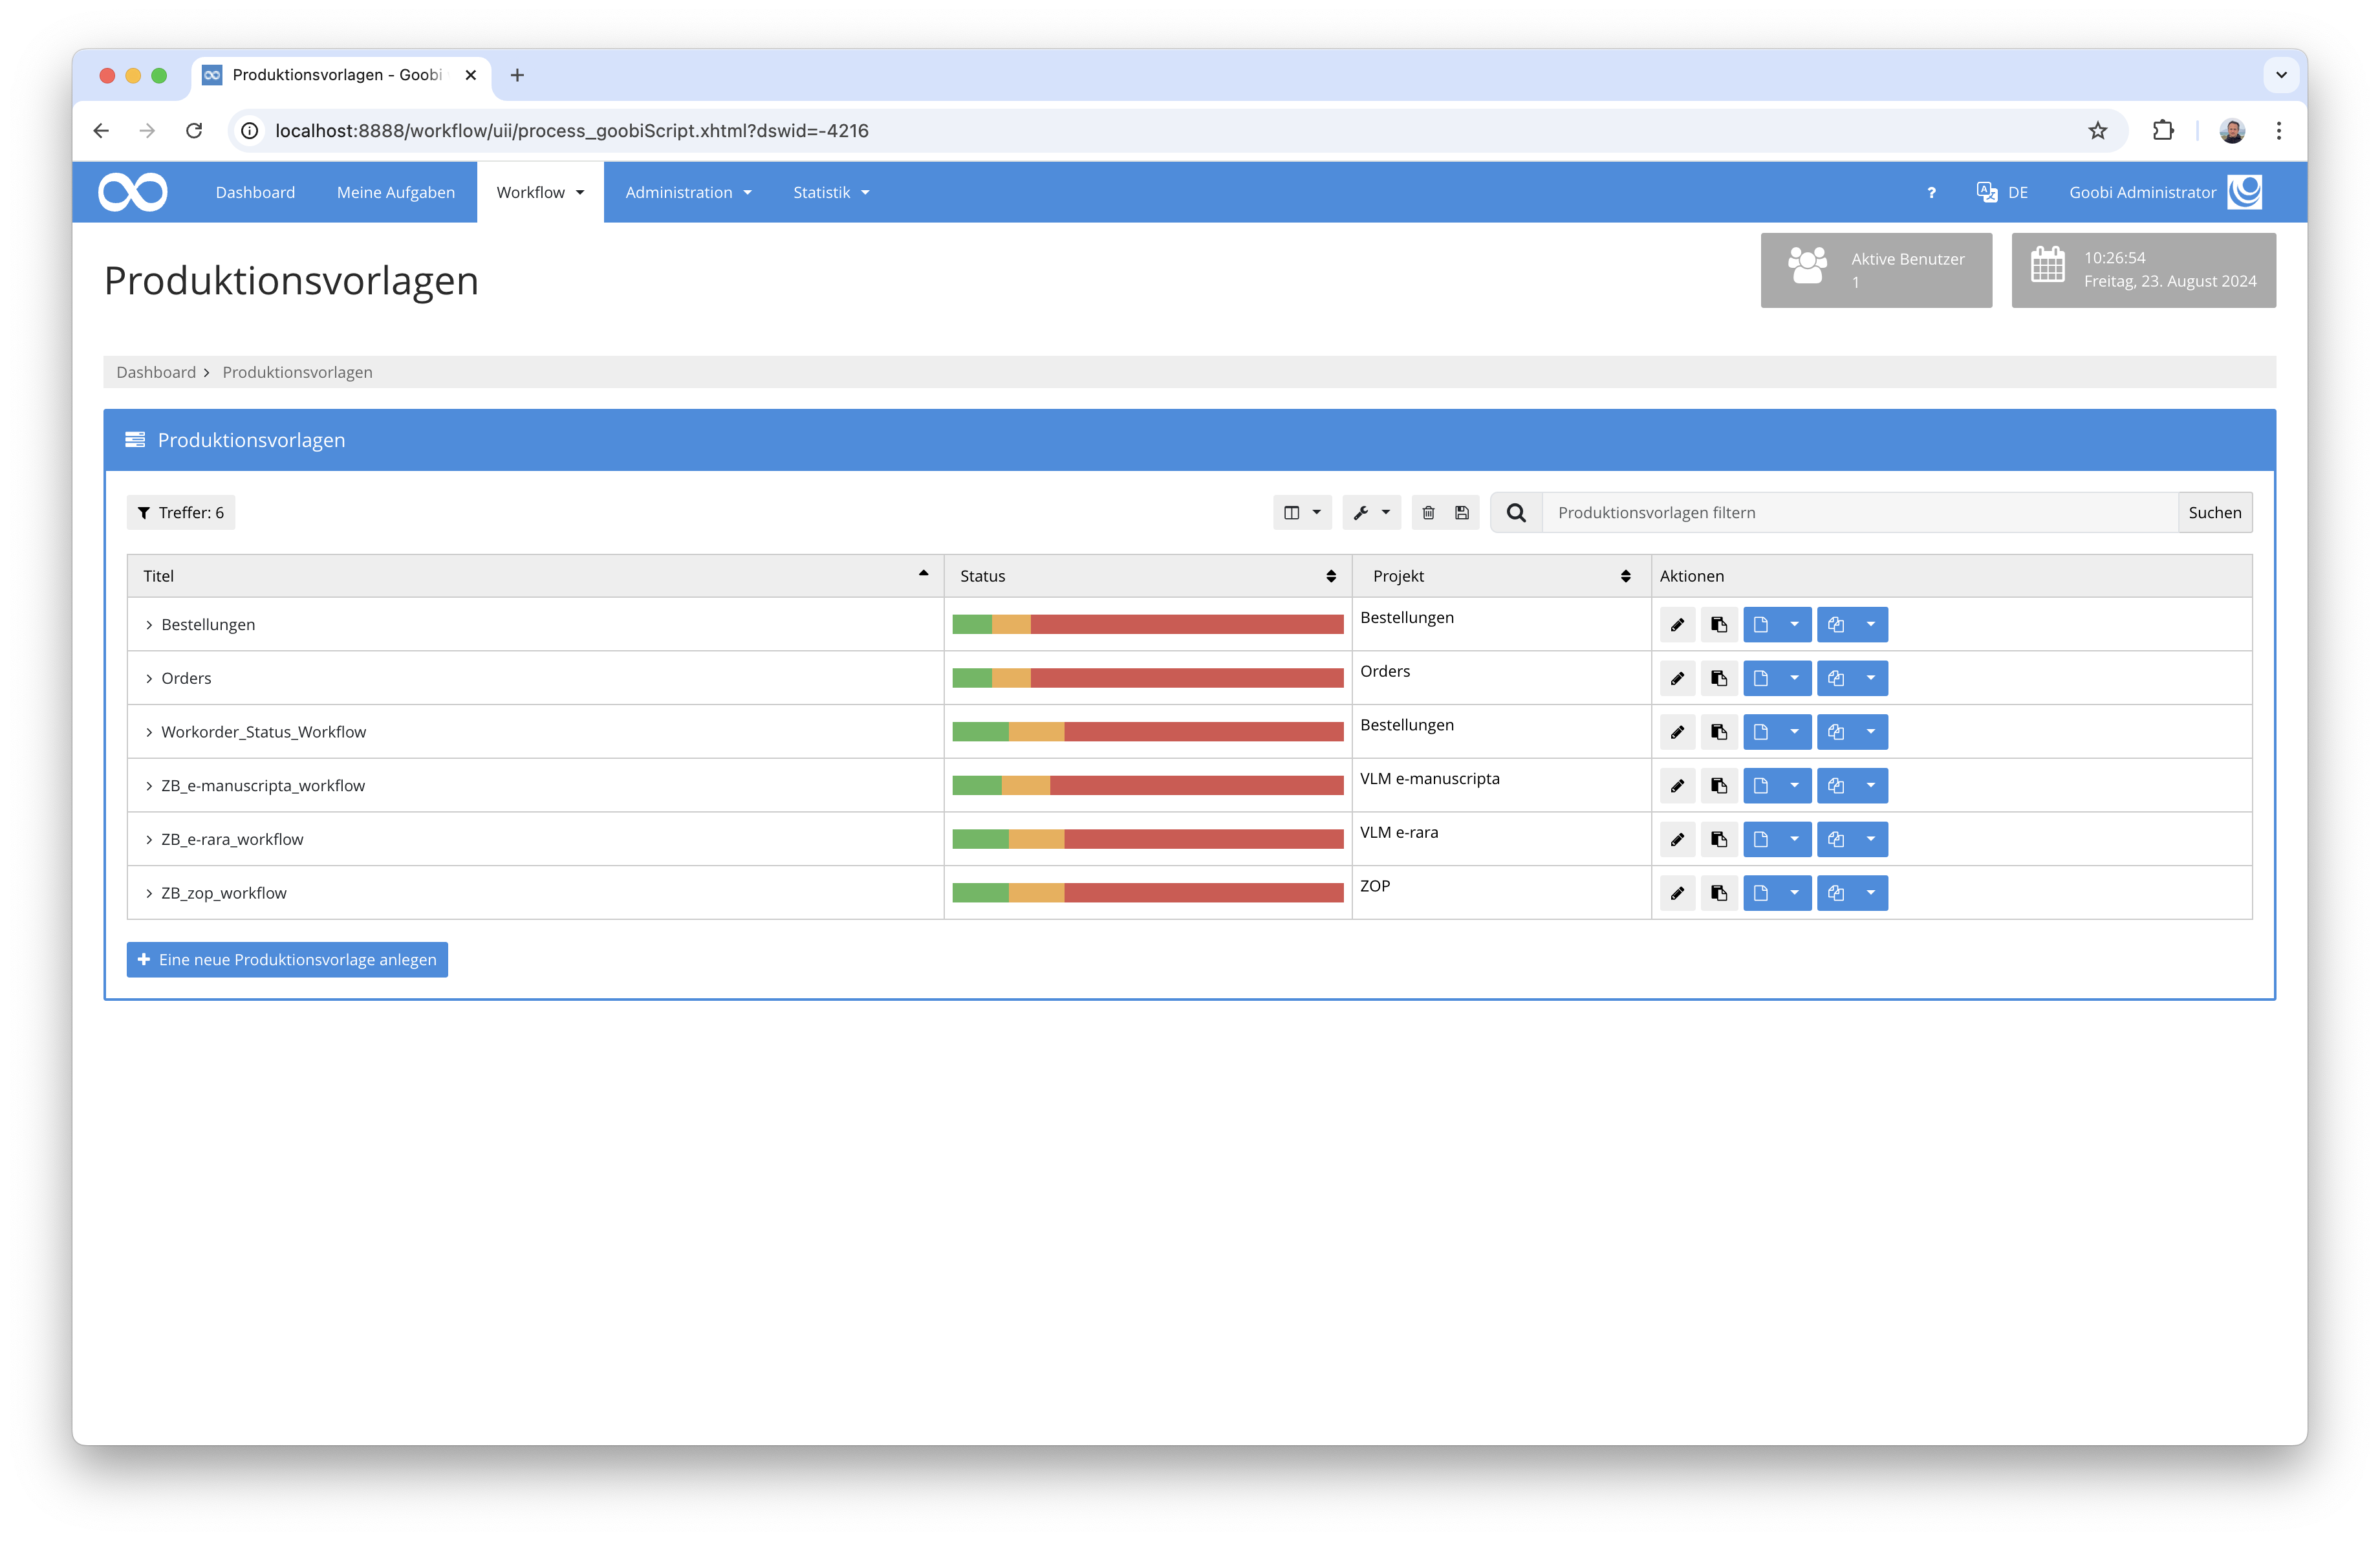 Produktionsvorlagen - Goobi
localhost:8888/workflow/uii/process_goobiScript.xhtml?dswid=-4216
Dashboard Meine Aufgaben Workflow Administration Statistik ? DE Goobi Administrator
Produktionsvorlagen
Aktive Benutzer
1
10:26:54
Freitag, 23. August 2024
Dashboard > Produktionsvorlagen
Produktionsvorlagen
Treffer: 6 Produktionsvorlagen filtern Suchen
Titel Status Projekt Aktionen
Bestellungen Bestellungen
Orders Orders
Workorder_Status_Workflow Bestellungen
ZB_e-manuscripta_workflow VLM e-manuscripta
ZB_e-rara_workflow VLM e-rara
ZB_zop_workflow ZOP
Eine neue Produktionsvorlage anlegen